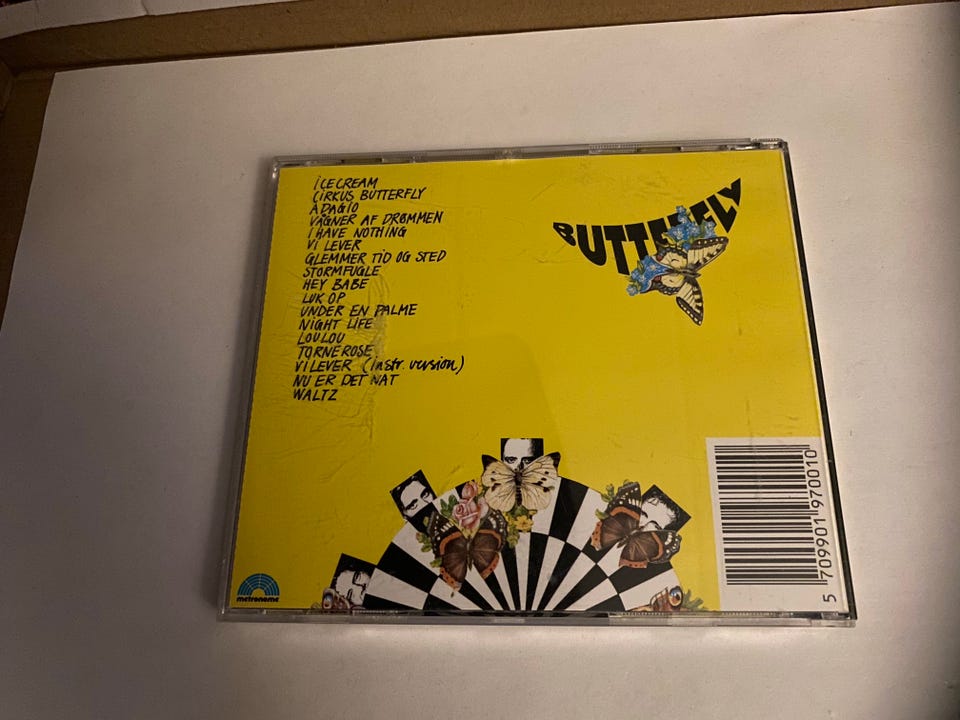 ICECREAM
CIRKUS BUTTERFLY
ADAGIO
VÅGNER AF DRØMMEN
I HAVE NOTHING
VI LEVER
GLEMMER TID OG STED
STORMFUGLE
HEY BABE
LUK OP
UNDER EN PALME
NIGHT LIFE
LOULOU
TORNEROSE
VI LEVER (instr. version)
NU ER DET NAT
WALTZ
BUTTERFLY
metronome
5 709901 970010